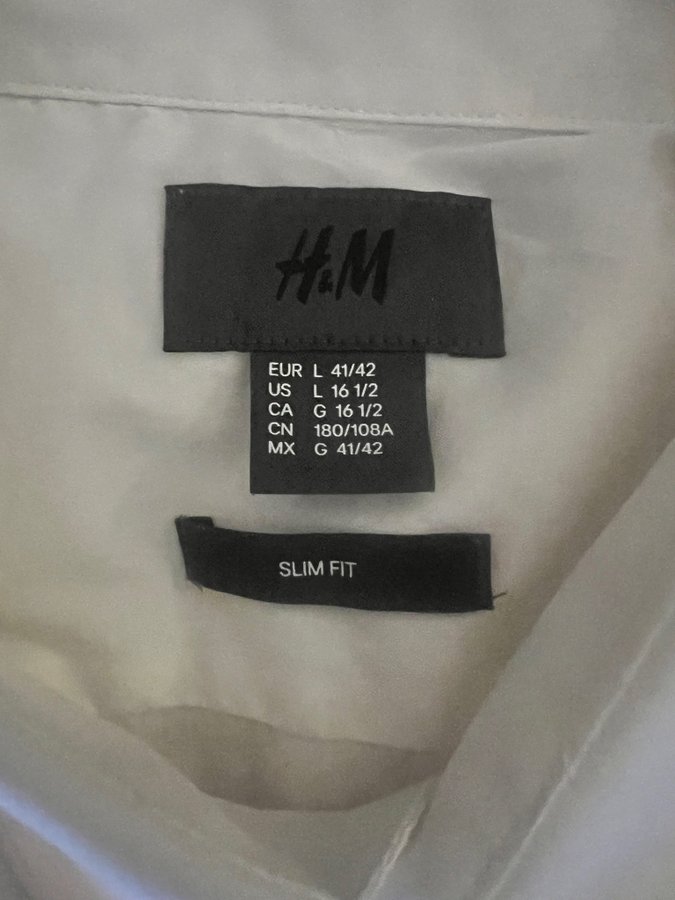 H&M
EUR L 41/42
US L 16 1/2
CA G 16 1/2
CN 180/108A
MX G 41/42
SLIM FIT